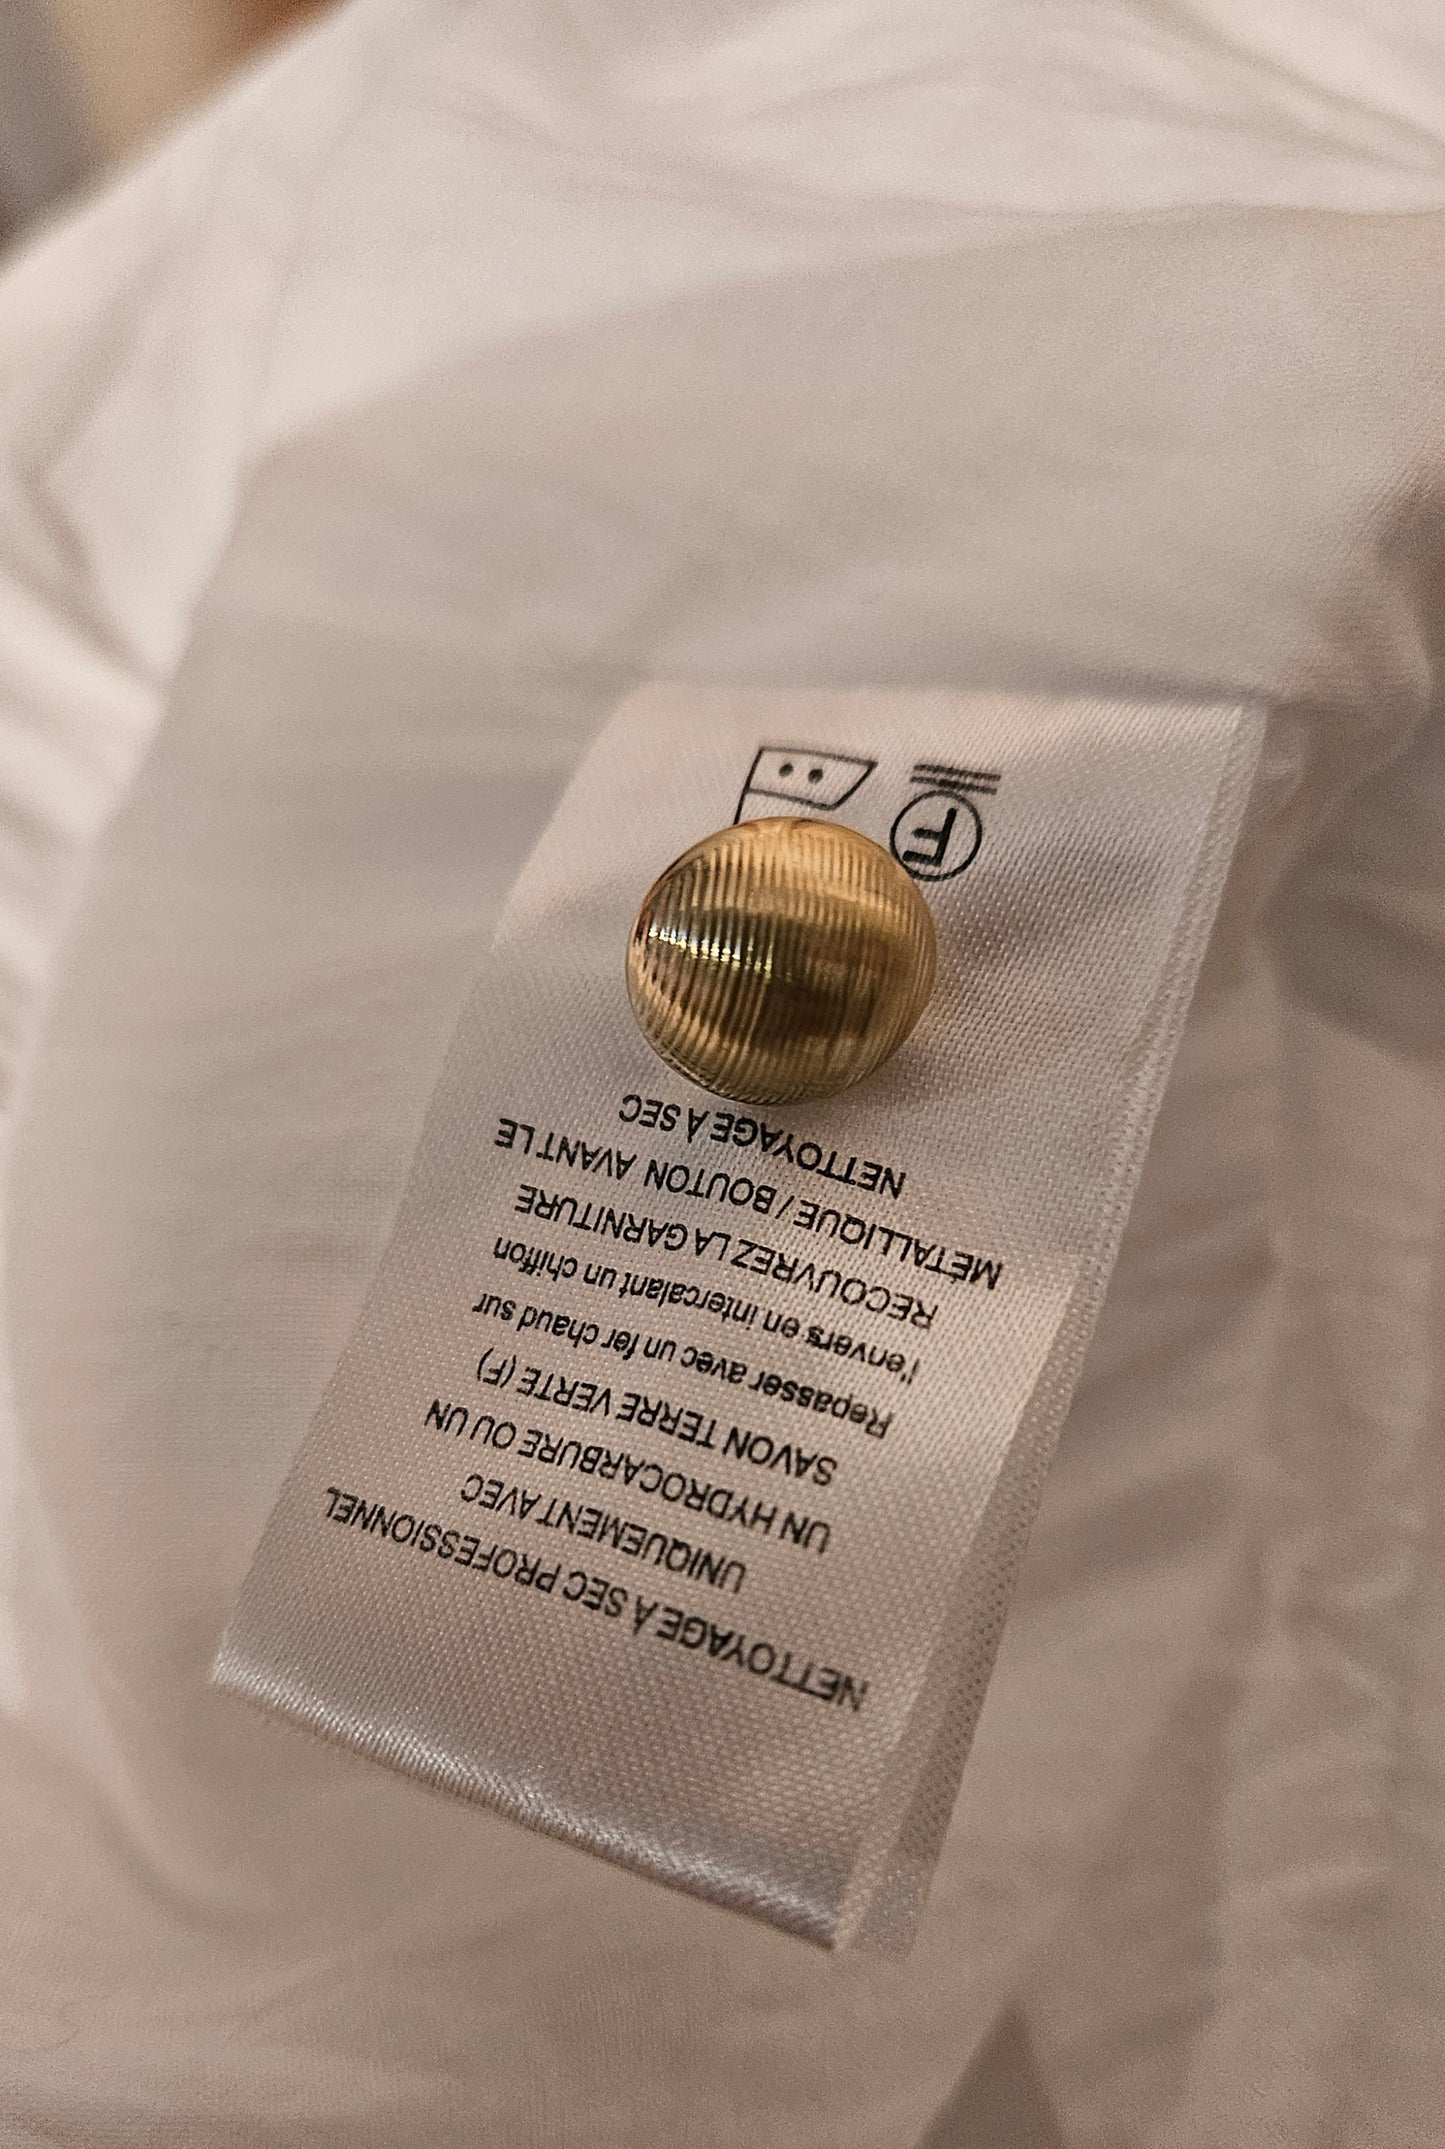 NETTOYAGE À SEC PROFESSIONNEL
UNIQUEMENT AVEC
UN HYDROCARBURE OU UN
SAVON TERRE VERTE (F)
Repasser avec un fer chaud sur
l'envers en intercalant un chiffon
RECOUVREZ LA GARNITURE
MÉTALLIQUE / BOUTON AVANT LE
NETTOYAGE À SEC
F